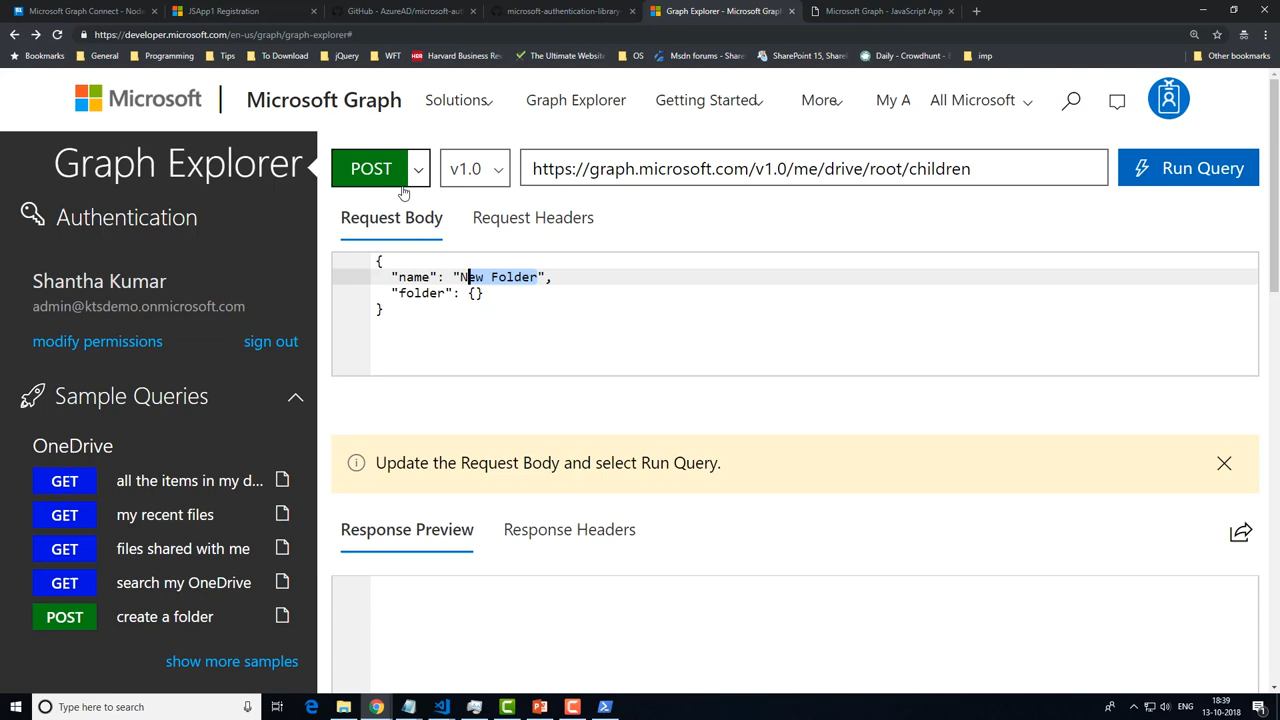 Microsoft Graph Connect - Node
JSApp1 Registration
GitHub - AzureAD/microsoft-aut
microsoft-authentication-library-
Graph Explorer - Microsoft Grap
Microsoft Graph - JavaScript App
https://developer.microsoft.com/en-us/graph/graph-explorer#
Bookmarks
General
Programming
Tips
To Download
jQuery
WFT
HDR
Harvard Business Rev
The Ultimate Website
OS
Msdn forums - Share
SharePoint 15, Share
Daily - Crowdhunt -
imp
Other bookmarks
Microsoft
Microsoft Graph
Solutions
Graph Explorer
Getting Started
More
My A
All Microsoft
Graph Explorer
POST
v1.0
https://graph.microsoft.com/v1.0/me/drive/root/children
Run Query
Authentication
Request Body
Request Headers
{
"name": "New Folder",
"folder": {}
}
Shantha Kumar
admin@ktsdemo.onmicrosoft.com
modify permissions
sign out
Sample Queries
OneDrive
GET all the items in my d...
GET my recent files
GET files shared with me
GET search my OneDrive
POST create a folder
show more samples
Update the Request Body and select Run Query.
Response Preview
Response Headers
Type here to search
18:39
13-10-2018